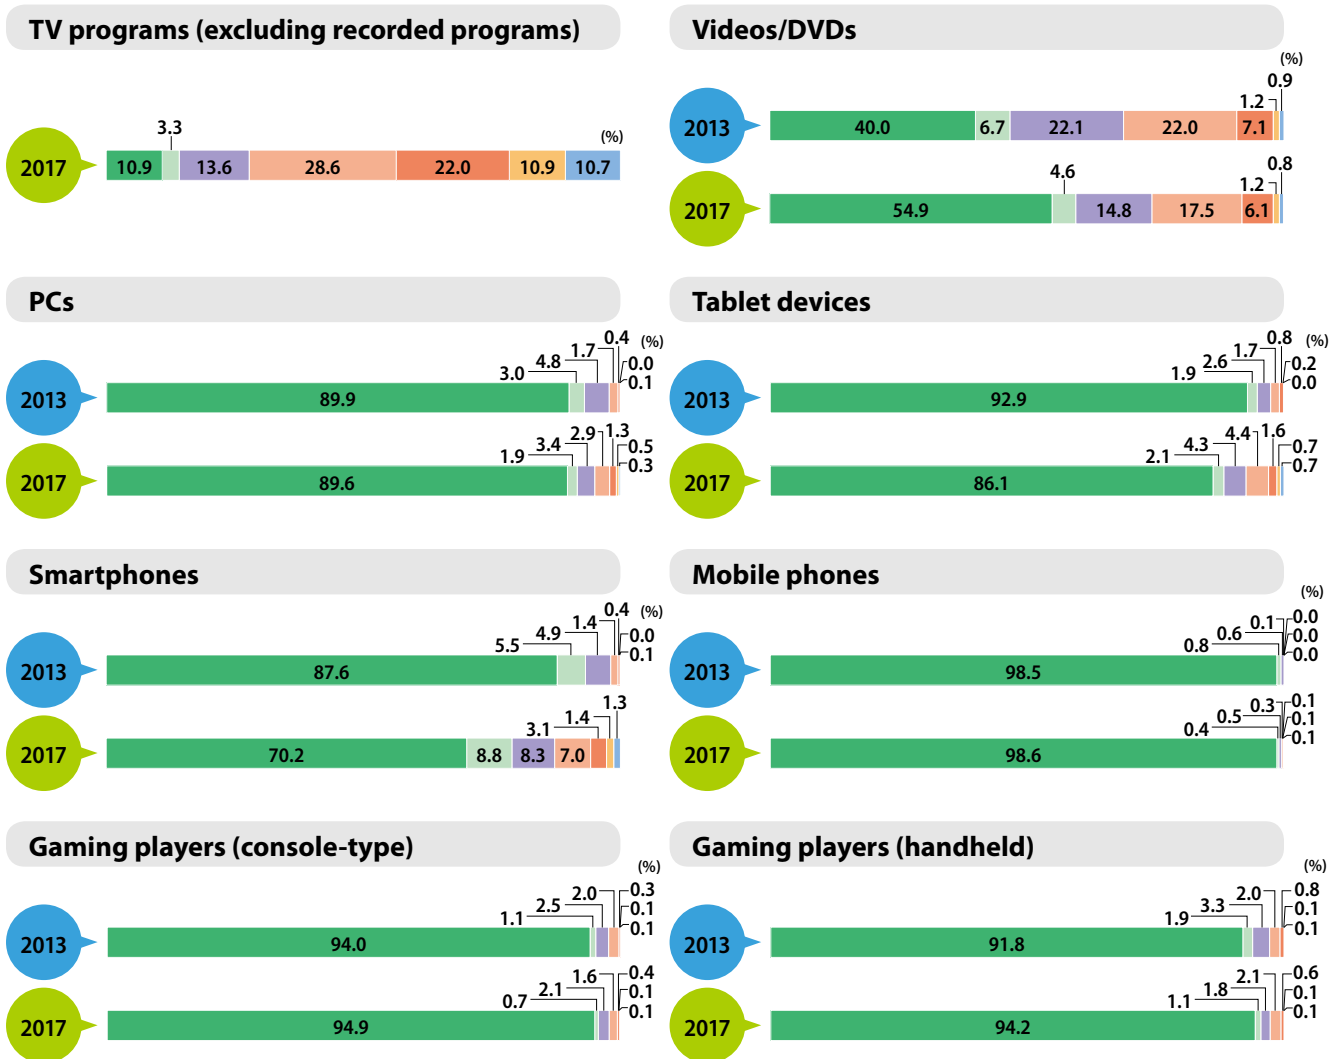 TV programs (excluding recorded programs)
(%)
3.3
2017
10.9 13.6 28.6 22.0 10.9 10.7
Videos/DVDs
(%)
0.9
1.2
2013
40.0 6.7 22.1 22.0 7.1
0.8
4.6 1.2
2017
54.9 14.8 17.5 6.1
PCs
(%)
3.0 4.8 1.7 0.4 0.0 0.1
2013
89.9
1.9 3.4 2.9 1.3 0.5 0.3
2017
89.6
Tablet devices
(%)
1.9 2.6 1.7 0.8 0.2 0.0
2013
92.9
2.1 4.3 4.4 1.6 0.7 0.7
2017
86.1
Smartphones
(%)
5.5 4.9 1.4 0.4 0.0 0.1
2013
87.6
3.1 1.4 1.3
2017
70.2 8.8 8.3 7.0
Mobile phones
(%)
0.8 0.6 0.1 0.0 0.0 0.0
2013
98.5
0.4 0.5 0.3 0.1 0.1 0.1
2017
98.6
Gaming players (console-type)
(%)
1.1 2.5 2.0 0.3 0.1 0.1
2013
94.0
0.7 2.1 1.6 0.4 0.1 0.1
2017
94.9
Gaming players (handheld)
(%)
1.9 3.3 2.0 0.8 0.1 0.1
2013
91.8
1.1 1.8 2.1 0.6 0.1 0.1
2017
94.2